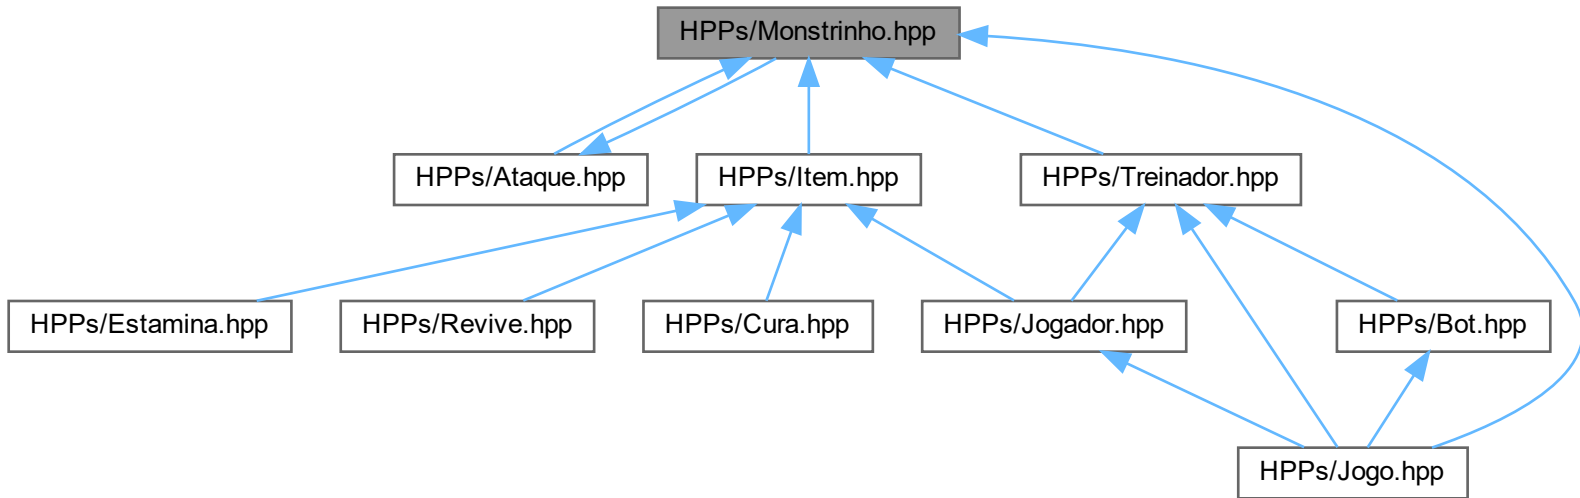 HPPs/Monstrinho.hpp
HPPs/Ataque.hpp
HPPs/Item.hpp
HPPs/Treinador.hpp
HPPs/Estamina.hpp
HPPs/Revive.hpp
HPPs/Cura.hpp
HPPs/Jogador.hpp
HPPs/Bot.hpp
HPPs/Jogo.hpp